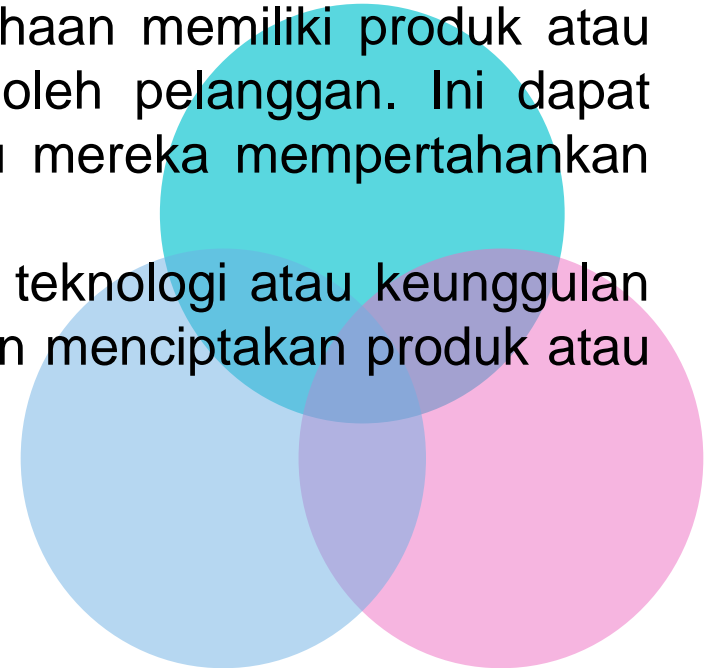 haan memiliki produk atau
oleh pelanggan. Ini dapat
mereka mempertahankan
teknologi atau keunggulan
n menciptakan produk atau